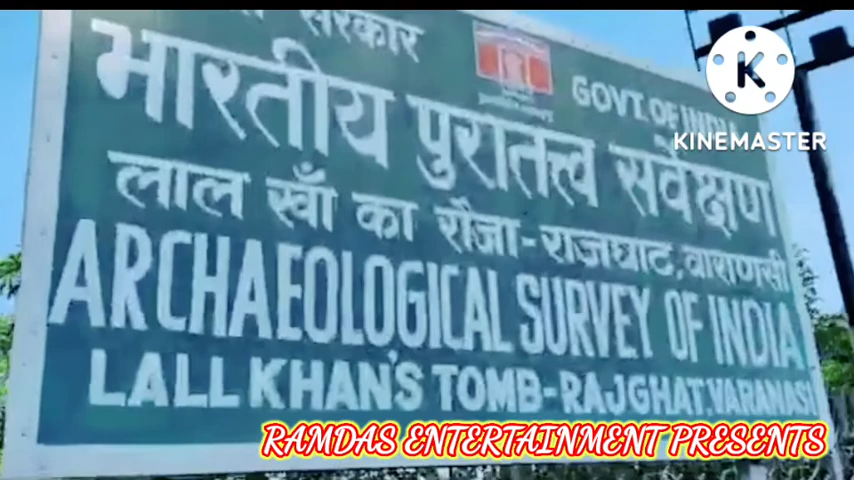 सरकार
GOVT. OF INDIA
भारतीय पुरातत्व सर्वेक्षण
लाल खाँ का रौजा-राजघाट, वाराणसी
ARCHAEOLOGICAL SURVEY OF INDIA
LALL KHAN'S TOMB-RAJGHAT, VARANASI
K
KINEMASTER
RAMDAS ENTERTAINMENT PRESENTS